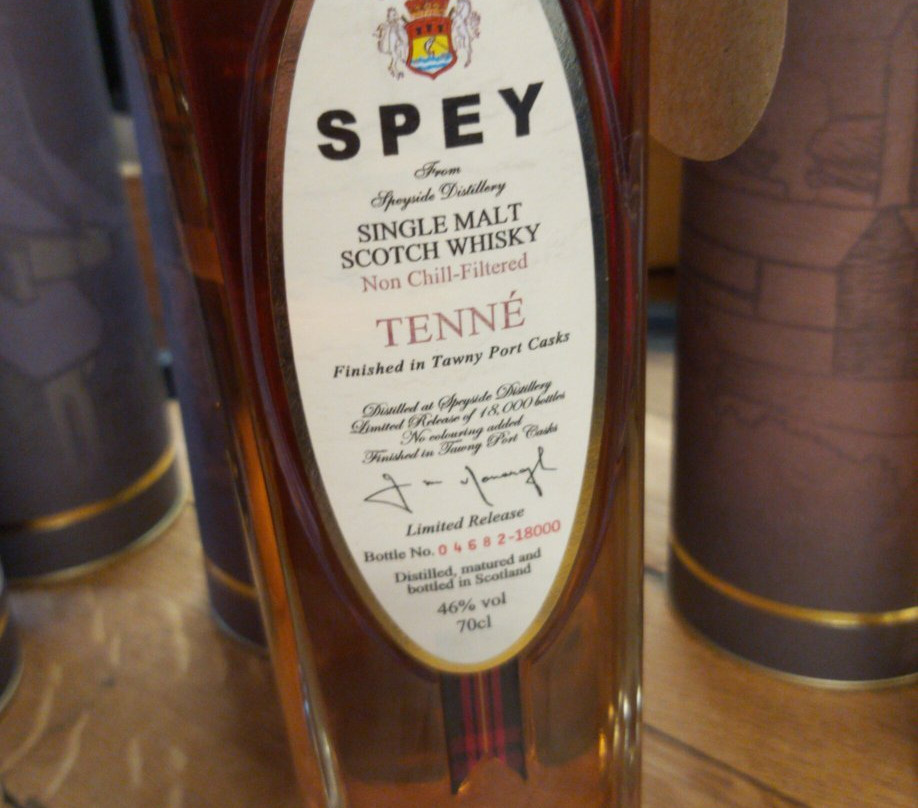 SPEY
From
Speyside Distillery
SINGLE MALT
SCOTCH WHISKY
Non Chill-Filtered
TENNÉ
Finished in Tawny Port Casks
Distilled at Speyside Distillery
Limited Release of 18,000 bottles
No colouring added
Finished in Tawny Port Casks
Limited Release
Bottle No. 04682-18000
Distilled, matured and
bottled in Scotland
46% vol
70cl